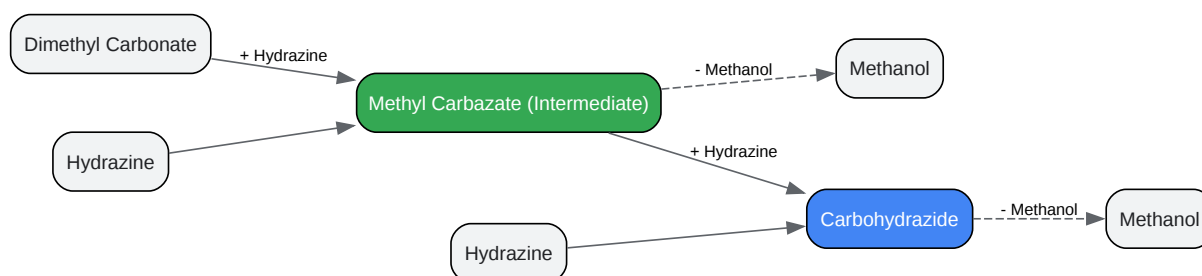 Dimethyl Carbonate
+ Hydrazine
Methanol
- Methanol
Methyl Carbazate (Intermediate)
Hydrazine
+ Hydrazine
Carbohydrazide
- Methanol
Methanol
Hydrazine